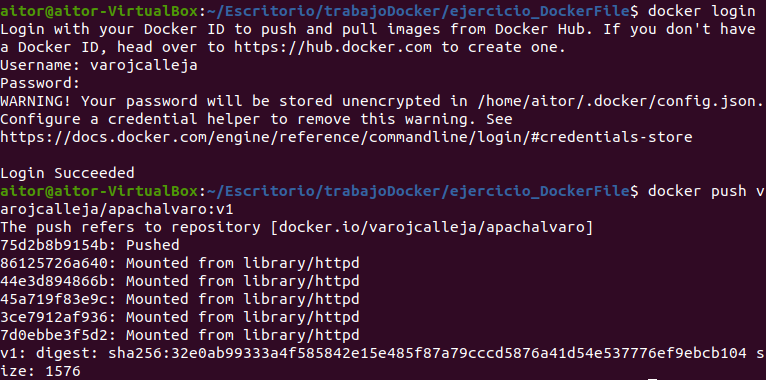 aitor@aitor-VirtualBox:~/Escritorio/trabajoDocker/ejercicio_DockerFile$ docker login
Login with your Docker ID to push and pull images from Docker Hub. If you don't have
a Docker ID, head over to https://hub.docker.com to create one.
Username: varojcalleja
Password:
WARNING! Your password will be stored unencrypted in /home/aitor/.docker/config.json.
Configure a credential helper to remove this warning. See
https://docs.docker.com/engine/reference/commandline/login/#credentials-store

Login Succeeded
aitor@aitor-VirtualBox:~/Escritorio/trabajoDocker/ejercicio_DockerFile$ docker push v
arojcalleja/apachalvaro:v1
The push refers to repository [docker.io/varojcalleja/apachalvaro]
75d2b8b9154b: Pushed
86125726a640: Mounted from library/httpd
44e3d894866b: Mounted from library/httpd
45a719f83e9c: Mounted from library/httpd
3ce7912af936: Mounted from library/httpd
7d0ebbe3f5d2: Mounted from library/httpd
v1: digest: sha256:32e0ab99333a4f585842e15e485f87a79cccd5876a41d54e537776ef9ebcb104 s
ize: 1576